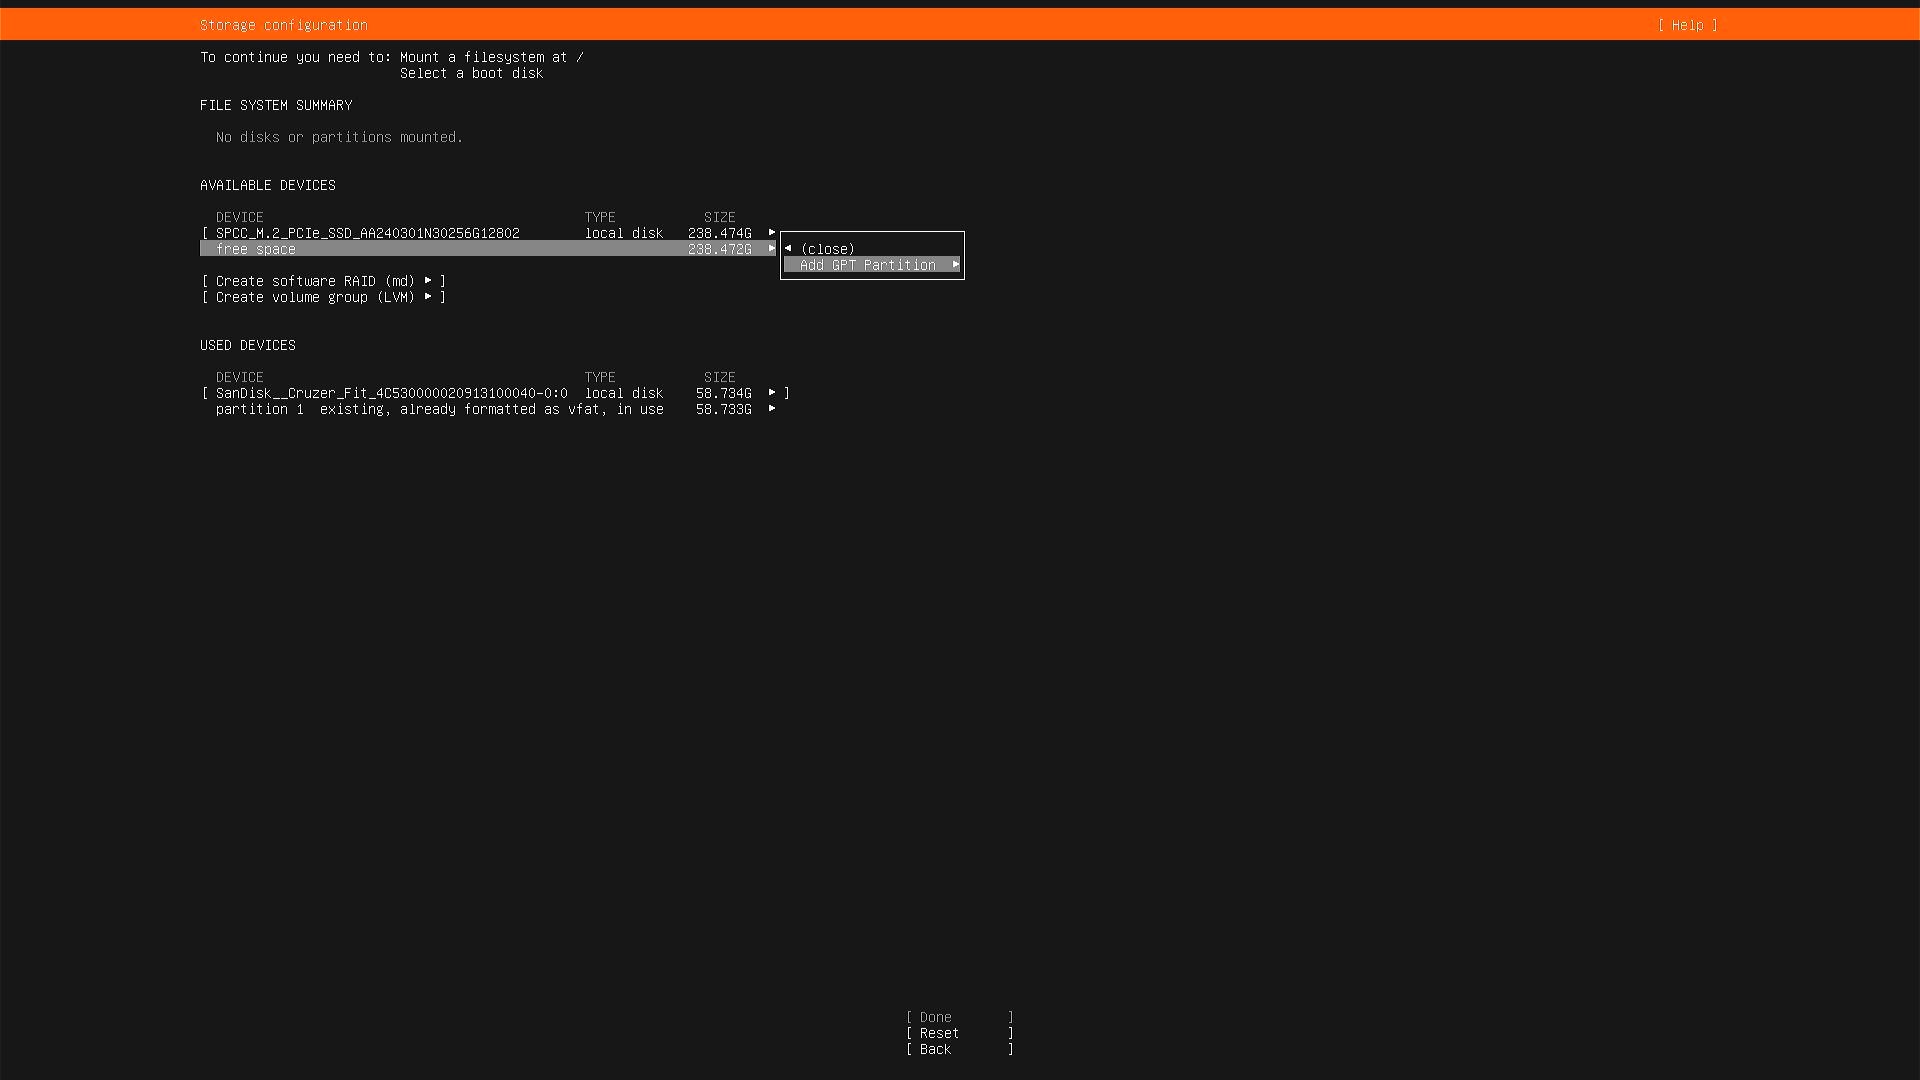 Storage configuration [ Help ]
To continue you need to: Mount a filesystem at /
Select a boot disk
FILE SYSTEM SUMMARY
No disks or partitions mounted.
AVAILABLE DEVICES
DEVICE TYPE SIZE
[ SPCC_M.2_PCIe_SSD_AA240301N30256G12802 local disk 238.474G ▶
free space 238.472G ▶
◀ (close)
Add GPT Partition ▶
[ Create software RAID (md) ▶ ]
[ Create volume group (LVM) ▶ ]
USED DEVICES
DEVICE TYPE SIZE
[ SanDisk__Cruzer_Fit_4C530000020913100040-0:0 local disk 58.734G ▶ ]
partition 1 existing, already formatted as vfat, in use 58.733G ▶
[ Done ]
[ Reset ]
[ Back ]